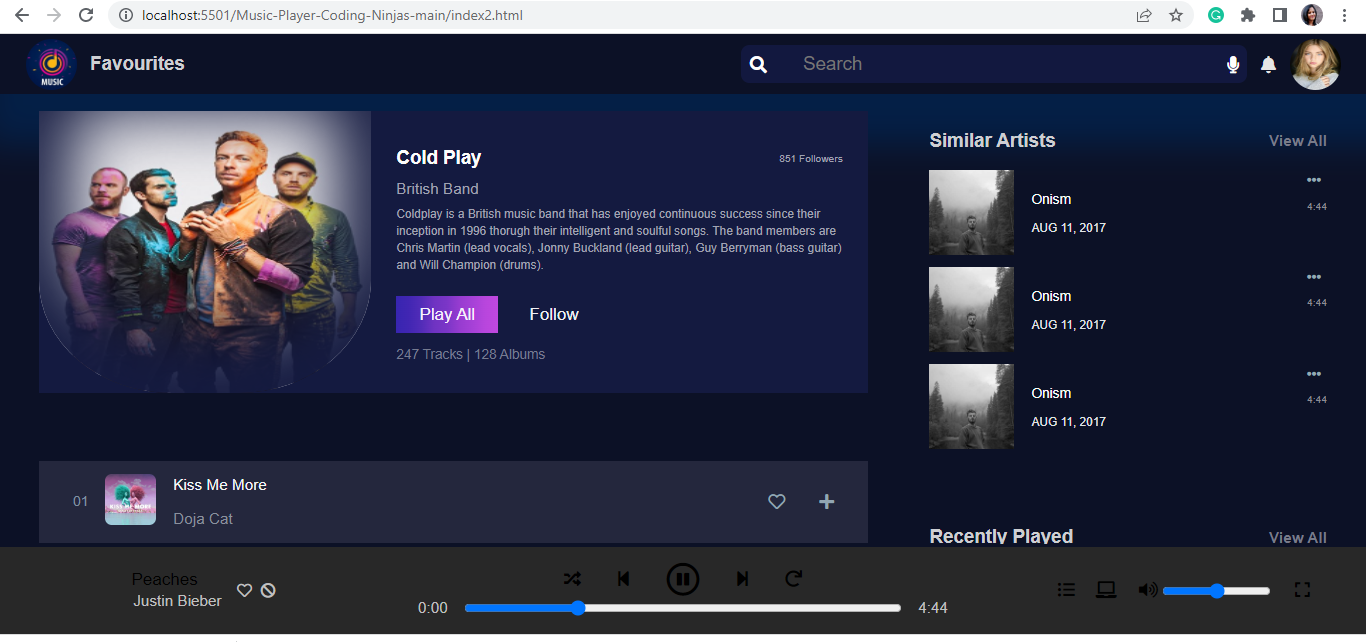 localhost:5501/Music-Player-Coding-Ninjas-main/index2.html
MUSIC
Favourites
Search
Cold Play
851 Followers
British Band
Coldplay is a British music band that has enjoyed continuous success since their
inception in 1996 thorugh their intelligent and soulful songs. The band members are
Chris Martin (lead vocals), Jonny Buckland (lead guitar), Guy Berryman (bass guitar)
and Will Champion (drums).
Play All
Follow
247 Tracks | 128 Albums
01
KISS ME MORE
Kiss Me More
Doja Cat
Similar Artists
View All
Onism
4:44
AUG 11, 2017
Onism
4:44
AUG 11, 2017
Onism
4:44
AUG 11, 2017
Recently Played
View All
Peaches
Justin Bieber
0:00
4:44